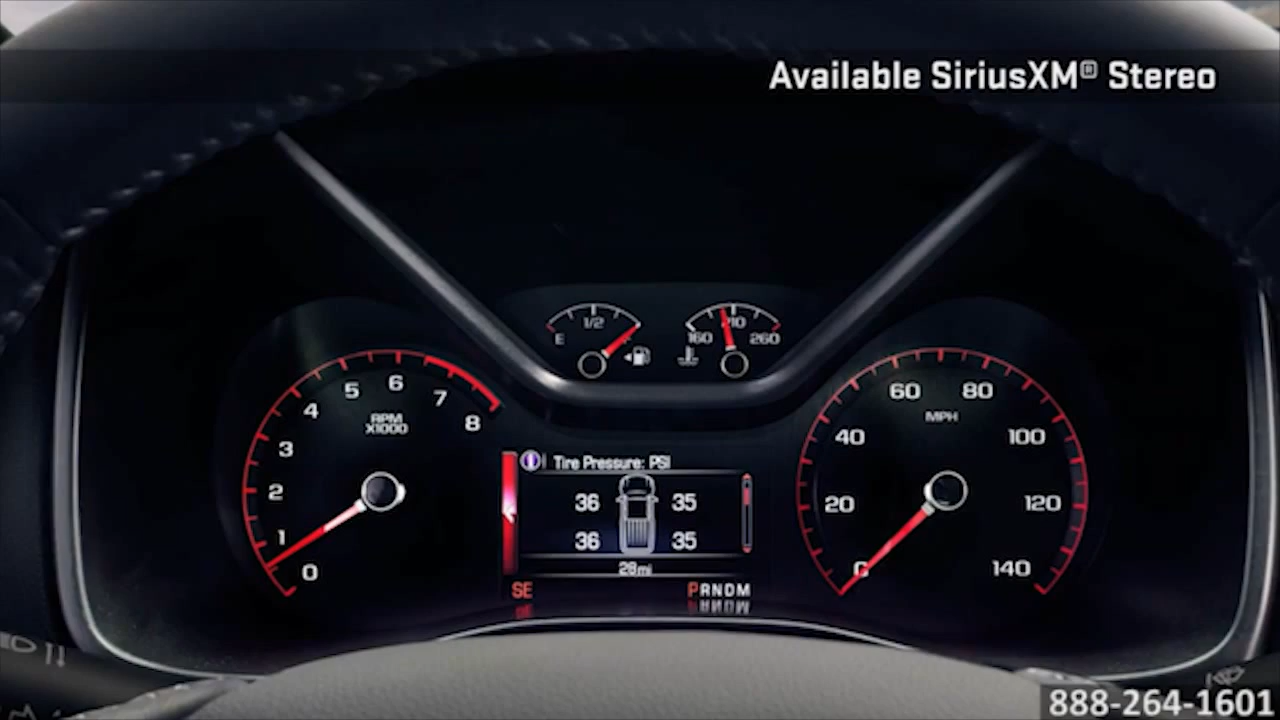 Available SiriusXM® Stereo
E 1/2
160 210 260
0 1 2 3 4 5 6 7 8
RPM
X1000
0 20 40 60 80 100 120 140
MPH
Tire Pressure: PSI
36 35
36 35
28mi
SE PRNDM
888-264-1601